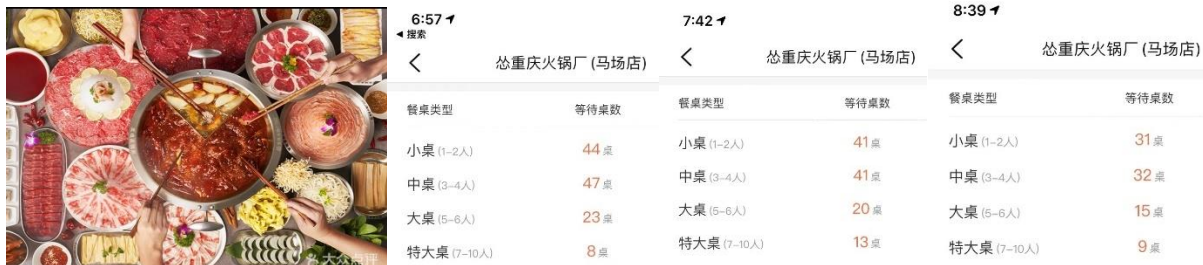 大众点评
6:57
搜索
怂重庆火锅厂(马场店)
餐桌类型 等待桌数
小桌(1-2人) 44桌
中桌(3-4人) 47桌
大桌(5-6人) 23桌
特大桌(7-10人) 8桌
7:42
怂重庆火锅厂(马场店)
餐桌类型 等待桌数
小桌(1-2人) 41桌
中桌(3-4人) 41桌
大桌(5-6人) 20桌
特大桌(7-10人) 13桌
8:39
怂重庆火锅厂(马场店)
餐桌类型 等待桌数
小桌(1-2人) 31桌
中桌(3-4人) 32桌
大桌(5-6人) 15桌
特大桌(7-10人) 9桌